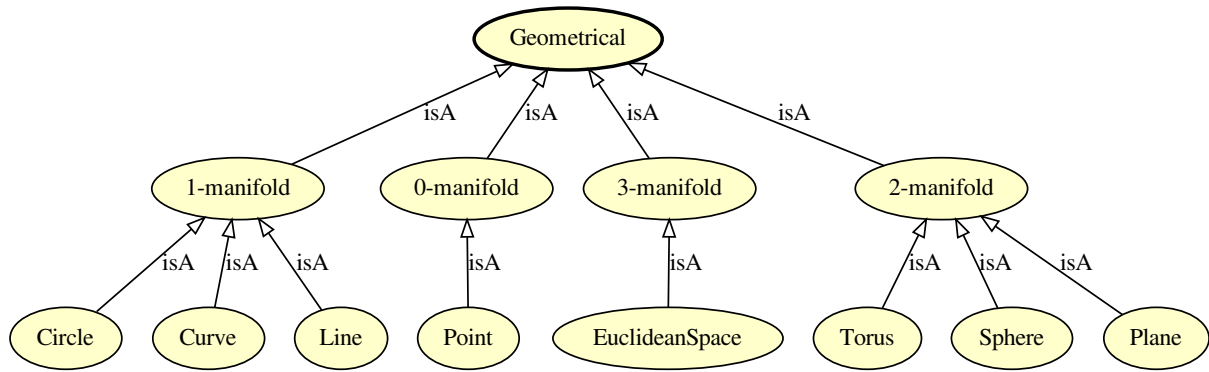 Geometrical
isA isA isA isA
1-manifold 0-manifold 3-manifold 2-manifold
isA isA isA isA isA isA isA isA
Circle Curve Line Point EuclideanSpace Torus Sphere Plane